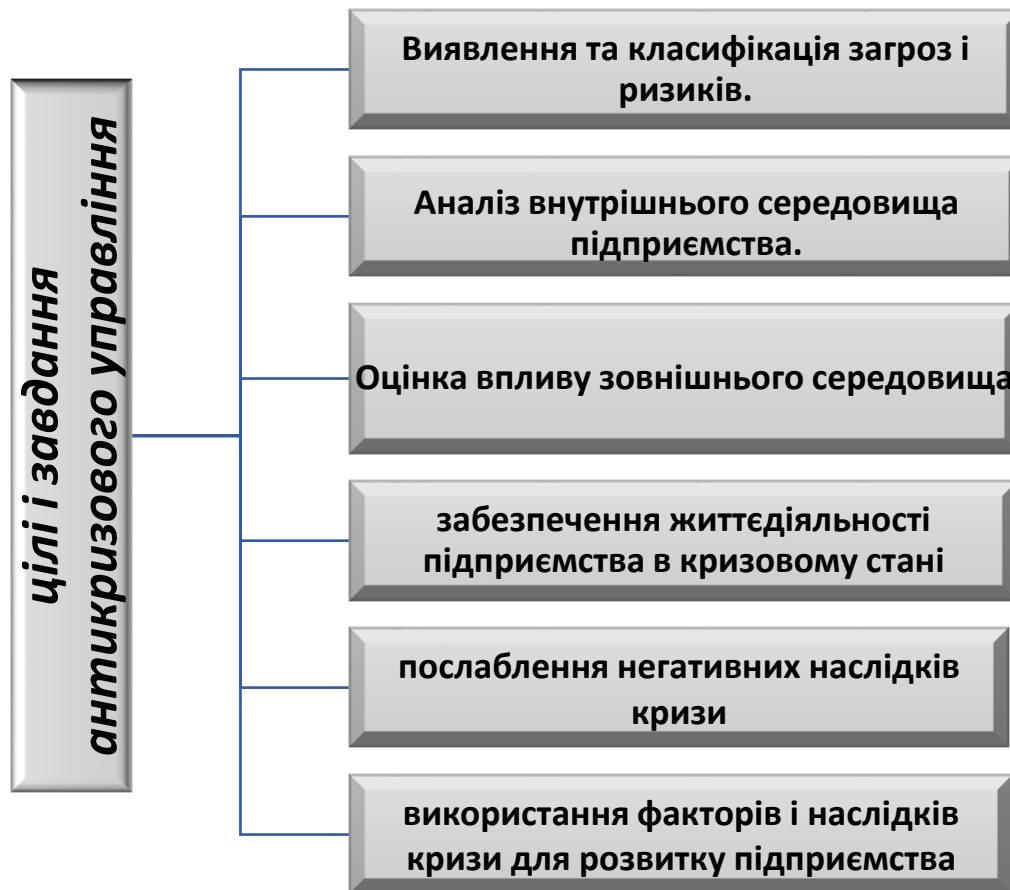 цілі і завдання
антикризового управління
Виявлення та класифікація загроз і
ризиків.
Аналіз внутрішнього середовища
підприємства.
Оцінка впливу зовнішнього середовища
забезпечення життєдіяльності
підприємства в кризовому стані
послаблення негативних наслідків
кризи
використання факторів і наслідків
кризи для розвитку підприємства